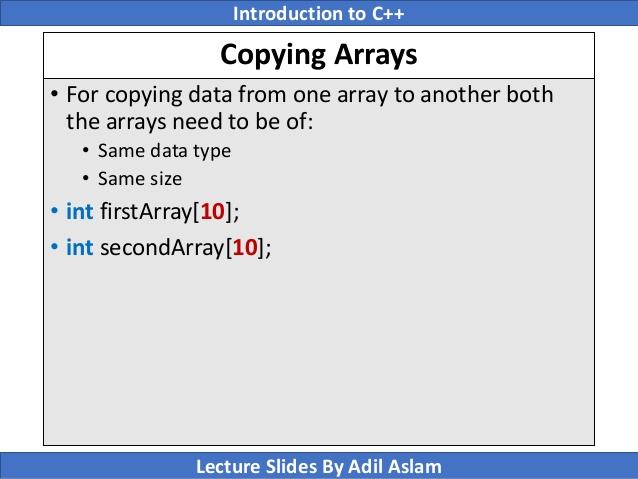 Introduction to C++
Copying Arrays
• For copying data from one array to another both
the arrays need to be of:
• Same data type
• Same size
• int firstArray[10];
• int secondArray[10];
Lecture Slides By Adil Aslam